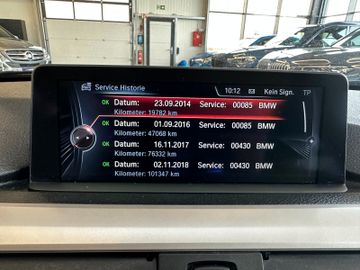 Service Historie 10:12 Kein Sign. TP
OK Datum: 23.09.2014 Service: 00085 BMW
Kilometer: 19782 km
OK Datum: 01.09.2016 Service: 00085 BMW
Kilometer: 47068 km
OK Datum: 16.11.2017 Service: 00430 BMW
Kilometer: 76332 km
OK Datum: 02.11.2018 Service: 00430 BMW
Kilometer: 101347 km